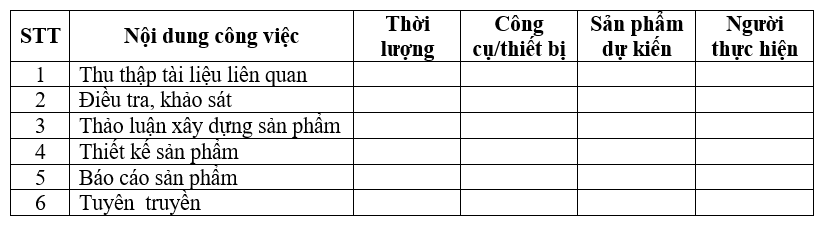 STT Nội dung công việc Thời lượng Công cụ/thiết bị Sản phẩm dự kiến Người thực hiện
1 Thu thập tài liệu liên quan
2 Điều tra, khảo sát
3 Thảo luận xây dựng sản phẩm
4 Thiết kế sản phẩm
5 Báo cáo sản phẩm
6 Tuyên truyền